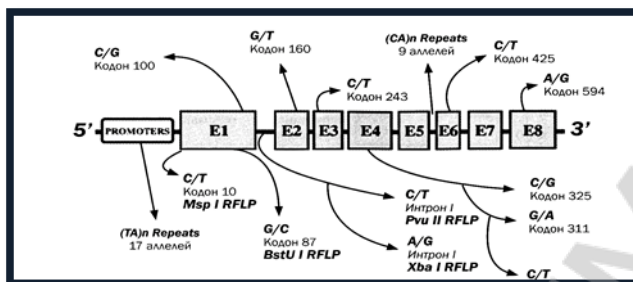 G/T
Кодон 160
(CA)n Repeats
9 аллелей
C/T
Кодон 425
C/G
Кодон 100
C/T
Кодон 243
A/G
Кодон 594
5' PROMOTERS E1 E2 E3 E4 E5 E6 E7 E8 3'
C/T
Кодон 10
Msp I RFLP
C/T
Интрон I
Pvu II RFLP
C/G
Кодон 325
G/C
Кодон 87
BstU I RFLP
G/A
Кодон 311
(TA)n Repeats
17 аллелей
A/G
Интрон I
Xba I RFLP
C/T